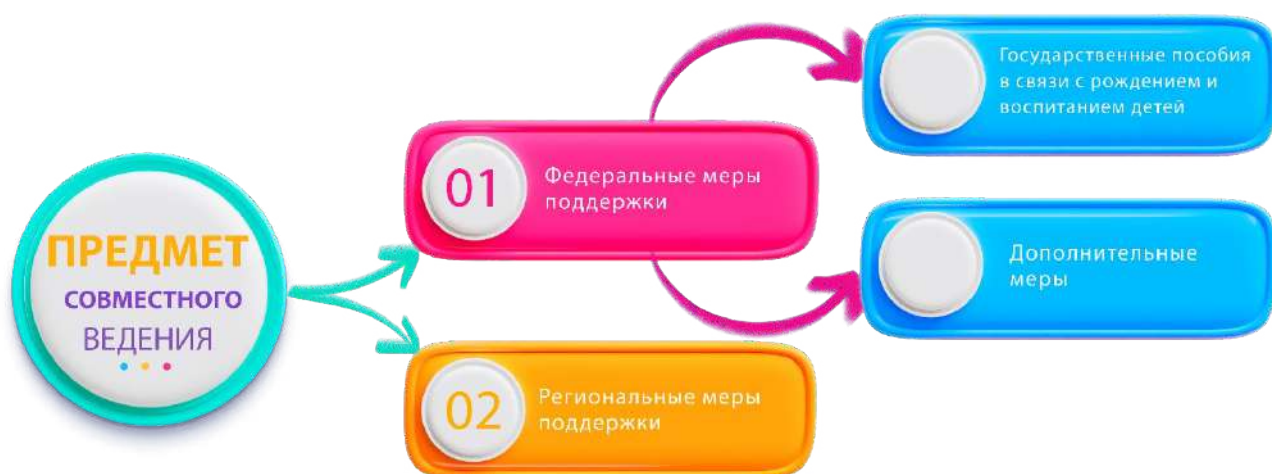 ПРЕДМЕТ
СОВМЕСТНОГО
ВЕДЕНИЯ
01
Федеральные меры
поддержки
Государственные пособия
в связи с рождением и
воспитанием детей
Дополнительные
меры
02
Региональные меры
поддержки